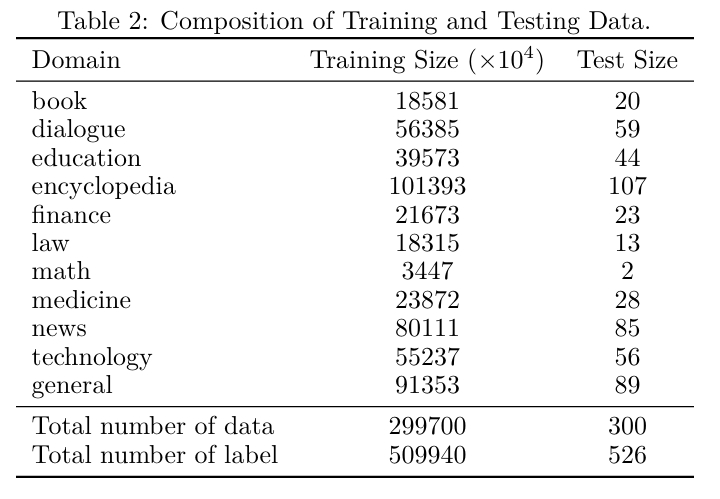 Table 2: Composition of Training and Testing Data.
Domain Training Size (×10⁴) Test Size
book 18581 20
dialogue 56385 59
education 39573 44
encyclopedia 101393 107
finance 21673 23
law 18315 13
math 3447 2
medicine 23872 28
news 80111 85
technology 55237 56
general 91353 89
Total number of data 299700 300
Total number of label 509940 526